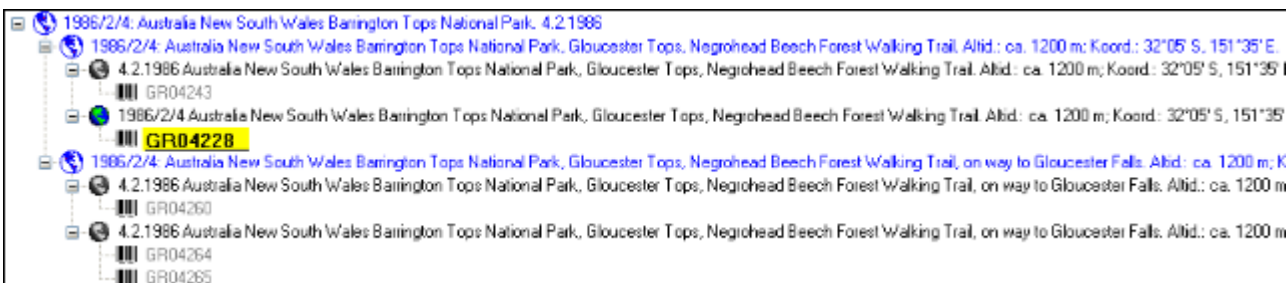 1986/2/4: Australia New South Wales Barrington Tops National Park. 4.2.1986
1986/2/4: Australia New South Wales Barrington Tops National Park, Gloucester Tops, Negrohead Beech Forest Walking Trail. Altid.: ca. 1200 m; Koord.: 32°05' S, 151°35' E.
4.2.1986 Australia New South Wales Barrington Tops National Park, Gloucester Tops, Negrohead Beech Forest Walking Trail. Altid.: ca. 1200 m; Koord.: 32°05' S, 151°35'
GR04243
1986/2/4 Australia New South Wales Barrington Tops National Park, Gloucester Tops, Negrohead Beech Forest Walking Trail. Altid.: ca. 1200 m; Koord.: 32°05' S, 151°35'
GR04228
1986/2/4: Australia New South Wales Barrington Tops National Park, Gloucester Tops, Negrohead Beech Forest Walking Trail, on way to Gloucester Falls. Altid.: ca. 1200 m; K
4.2.1986 Australia New South Wales Barrington Tops National Park, Gloucester Tops, Negrohead Beech Forest Walking Trail, on way to Gloucester Falls. Altid.: ca. 1200 m
GR04260
4.2.1986 Australia New South Wales Barrington Tops National Park, Gloucester Tops, Negrohead Beech Forest Walking Trail, on way to Gloucester Falls. Altid.: ca. 1200 m
GR04264
GR04265